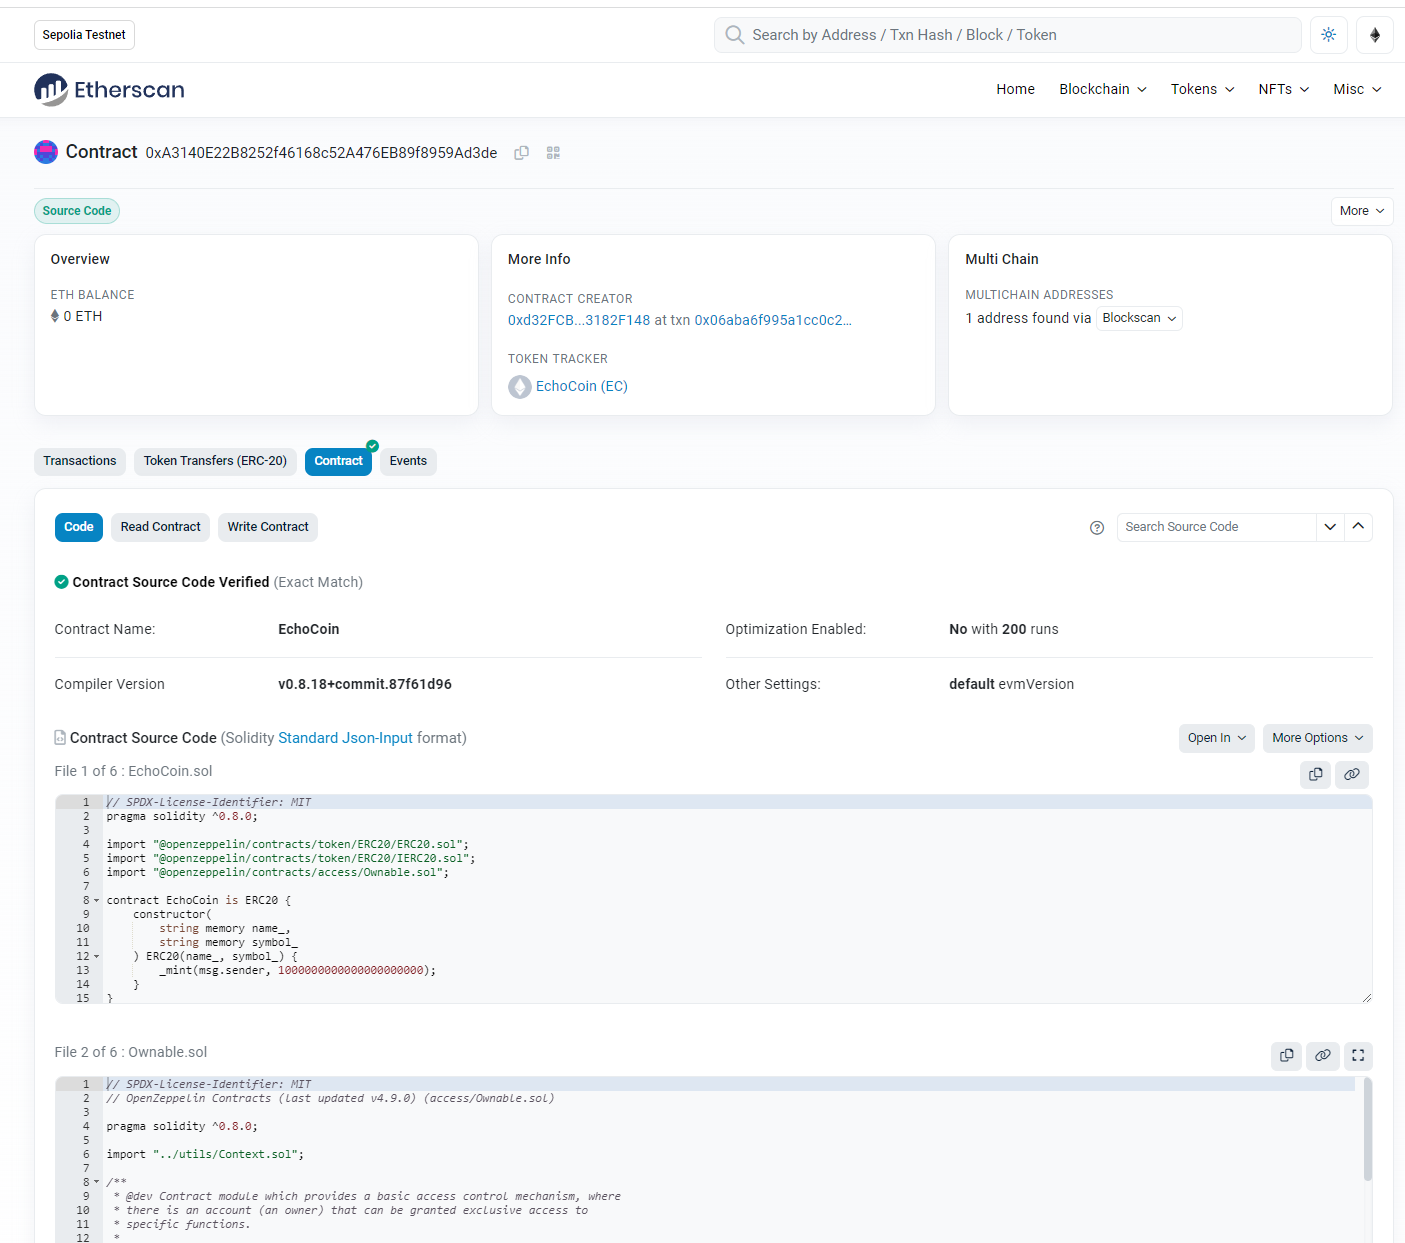 Sepolia Testnet
Search by Address / Txn Hash / Block / Token
Etherscan
Home Blockchain Tokens NFTs Misc
Contract 0xA3140E22B8252f46168c52A476EB89f8959Ad3de
Source Code
More
Overview
ETH BALANCE
0 ETH
More Info
CONTRACT CREATOR
0xd32FCB...3182F148 at txn 0x06aba6f995a1cc0c2...
TOKEN TRACKER
EchoCoin (EC)
Multi Chain
MULTICHAIN ADDRESSES
1 address found via Blockscan
Transactions Token Transfers (ERC-20) Contract Events
Code Read Contract Write Contract
Search Source Code
Contract Source Code Verified (Exact Match)
Contract Name: EchoCoin
Optimization Enabled: No with 200 runs
Compiler Version v0.8.18+commit.87f61d96
Other Settings: default evmVersion
Contract Source Code (Solidity Standard Json-Input format)
Open In More Options
File 1 of 6 : EchoCoin.sol
1 // SPDX-License-Identifier: MIT
2 pragma solidity ^0.8.0;
3
4 import "@openzeppelin/contracts/token/ERC20/ERC20.sol";
5 import "@openzeppelin/contracts/token/ERC20/IERC20.sol";
6 import "@openzeppelin/contracts/access/Ownable.sol";
7
8 contract EchoCoin is ERC20 {
9 constructor(
10 string memory name_,
11 string memory symbol_
12 ) ERC20(name_, symbol_) {
13 _mint(msg.sender, 1000000000000000000000);
14 }
15 }
File 2 of 6 : Ownable.sol
1 // SPDX-License-Identifier: MIT
2 // OpenZeppelin Contracts (last updated v4.9.0) (access/Ownable.sol)
3
4 pragma solidity ^0.8.0;
5
6 import "../utils/Context.sol";
7
8 /**
9 * @dev Contract module which provides a basic access control mechanism, where
10 * there is an account (an owner) that can be granted exclusive access to
11 * specific functions.
12 *